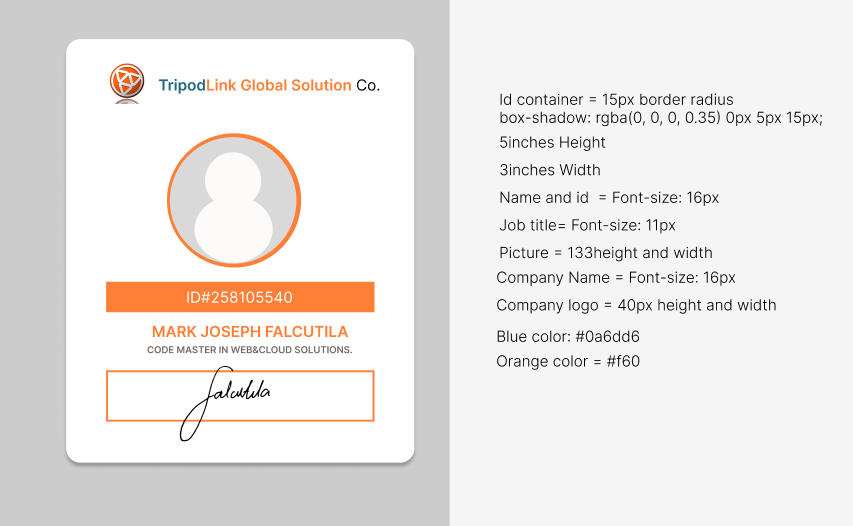 TripodLink Global Solution Co.
ID#258105540
MARK JOSEPH FALCUTILA
CODE MASTER IN WEB&CLOUD SOLUTIONS.
Falcutila
Id container = 15px border radius
box-shadow: rgba(0, 0, 0, 0.35) 0px 5px 15px;
5inches Height
3inches Width
Name and id  = Font-size: 16px
Job title= Font-size: 11px
Picture = 133height and width
Company Name = Font-size: 16px
Company logo = 40px height and width
Blue color: #0a6dd6
Orange color = #f60